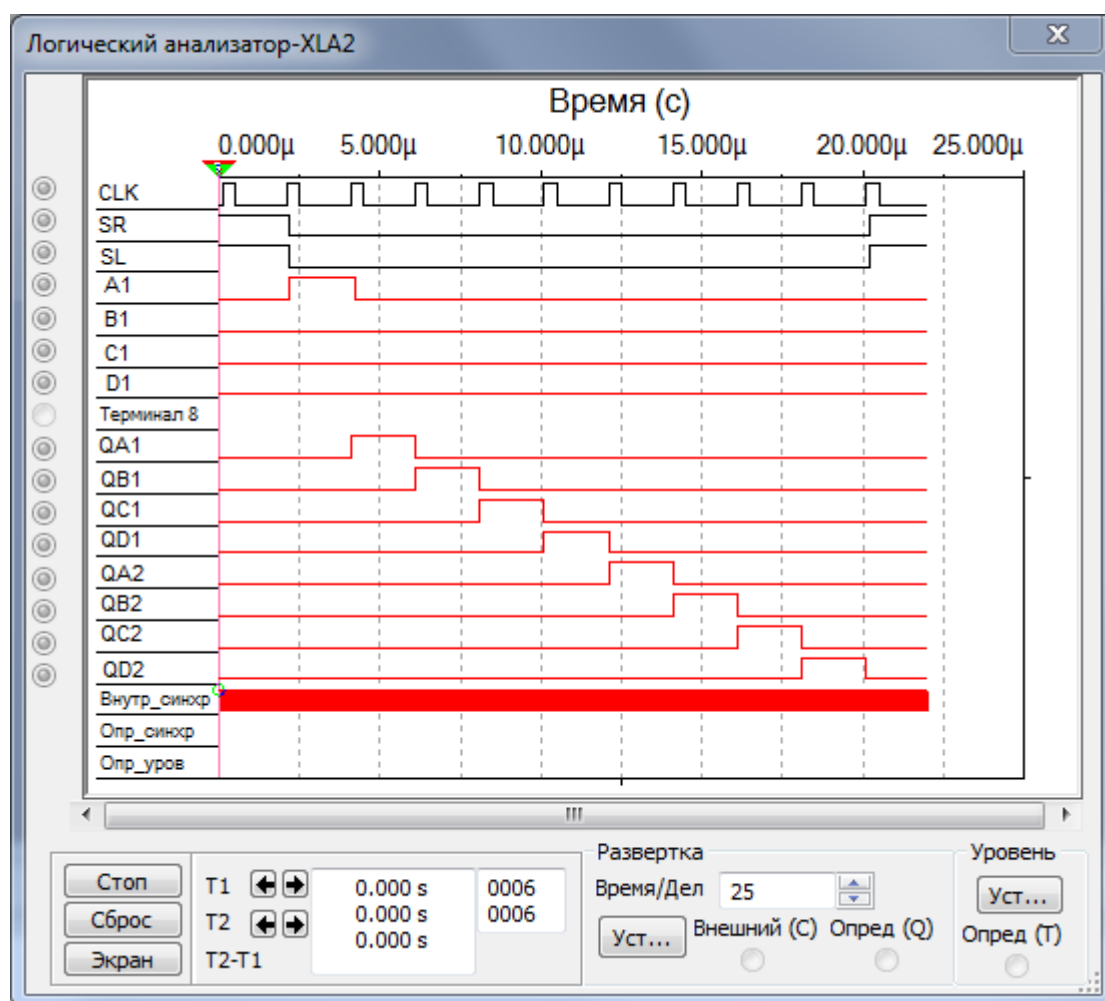 Логический анализатор-XLA2
Время (с)
0.000µ 5.000µ 10.000µ 15.000µ 20.000µ 25.000µ
CLK
SR
SL
A1
B1
C1
D1
Терминал 8
QA1
QB1
QC1
QD1
QA2
QB2
QC2
QD2
Внутр_синхр
Опр_синхр
Опр_уров
Стоп
Сброс
Экран
T1 0.000 s 0006
T2 0.000 s 0006
T2-T1 0.000 s
Развертка
Время/Дел 25
Уст...
Внешний (C) Опред (Q)
Уровень
Уст...
Опред (T)